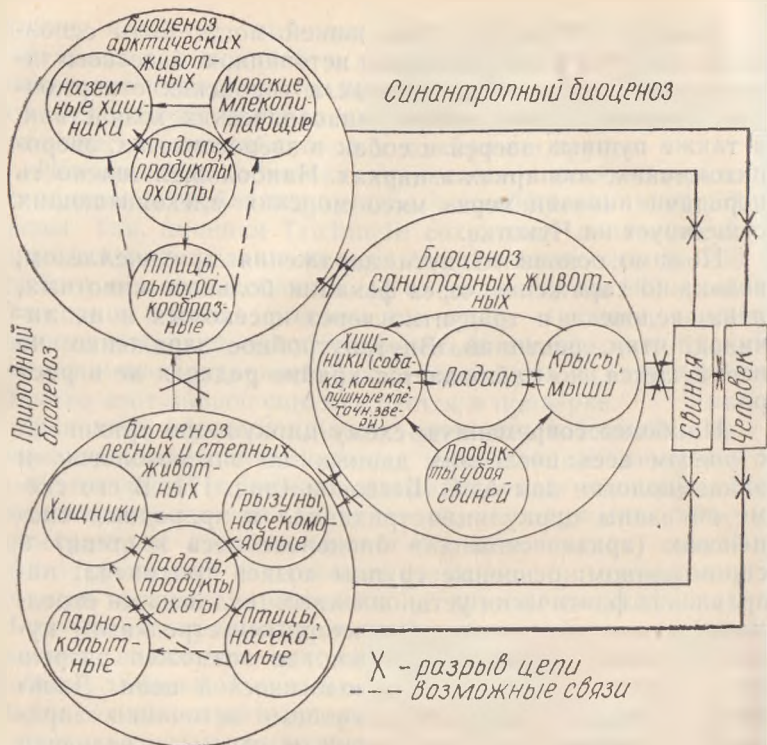 Биоценоз
арктических
живот-
ных
Назем-
ные хищ-
ники
Морские
млекопи-
тающие
Падаль,
продукты
охоты
Птицы,
рыбы, ра-
кообраз-
ные
Природный
биоценоз
Синантропный биоценоз
Биоценоз
санитарных живот-
ных
Хищ-
ники (соба-
ка, кошка,
пушные кле-
точн. зве-
ри)
Падаль
Крысы,
мыши
Продук-
ты убоя
свиней
Свинья
Человек
Биоценоз
лесных и степных
живот-
ных
Хищники
Грызуны,
насекомо-
ядные
Падаль,
продукты
охоты
Парно-
копыт-
ные
Птицы,
насеко-
мые
X - разрыв цепи
--- возможные связи